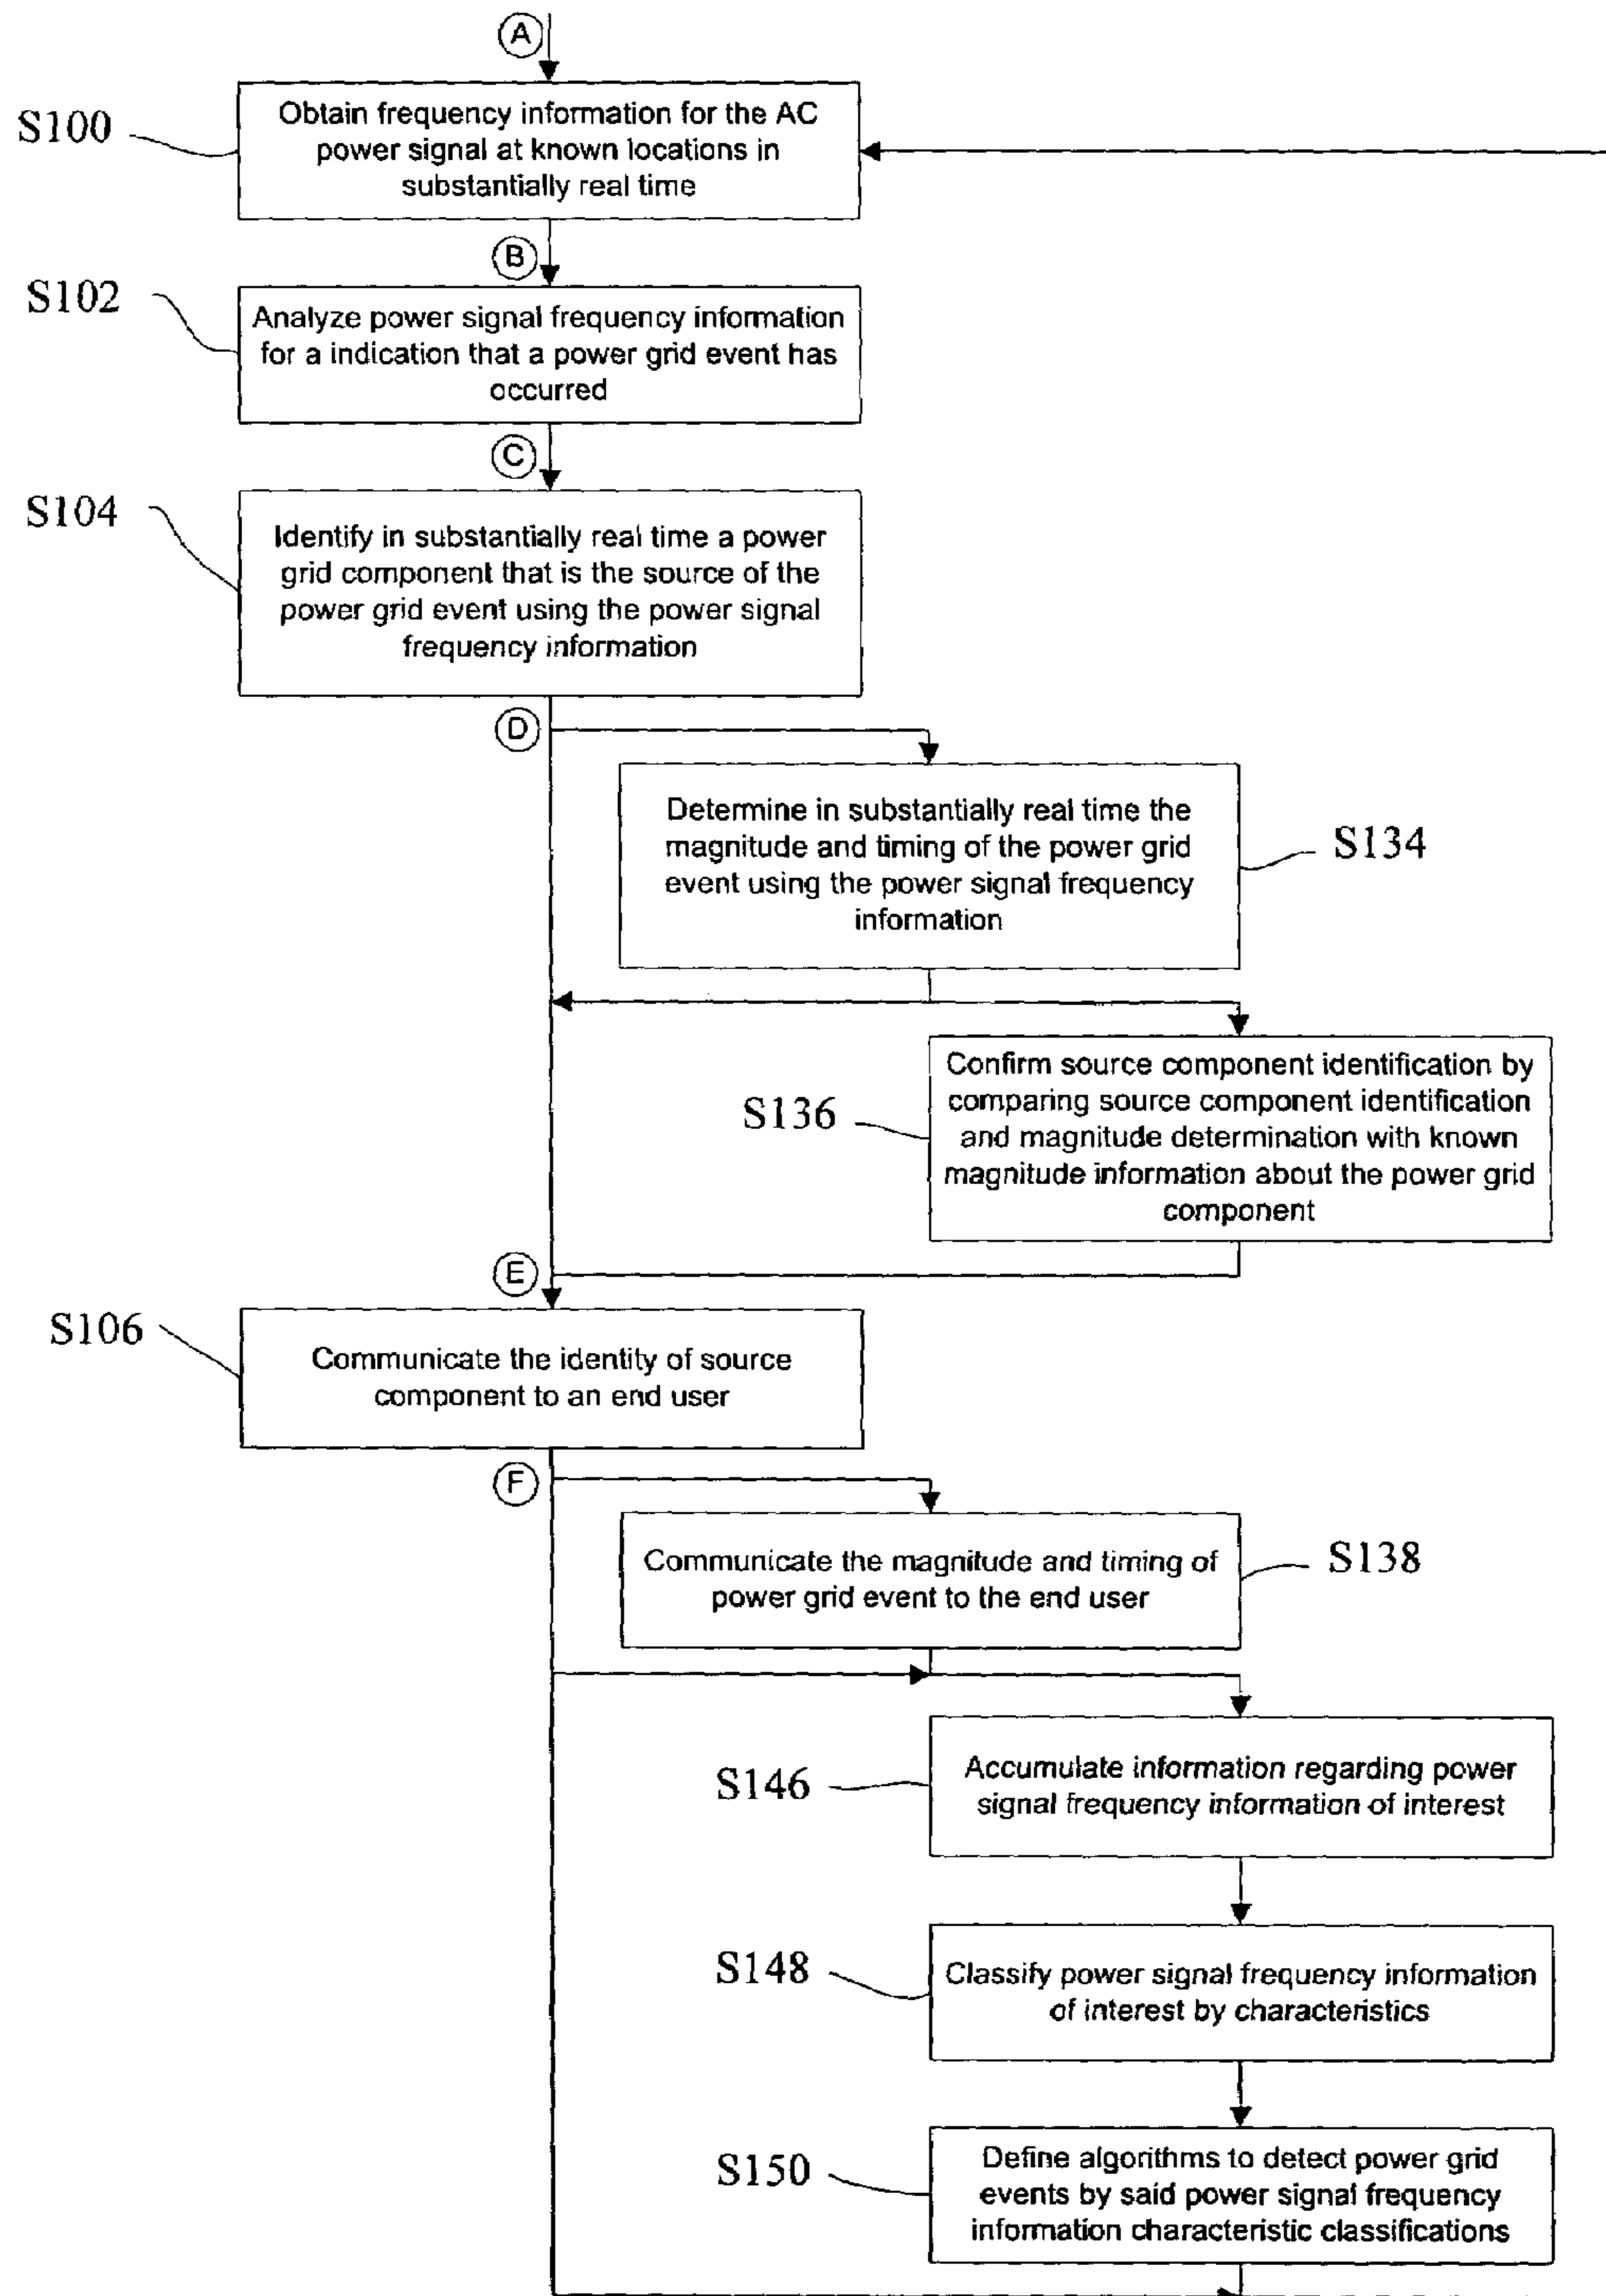 A
S100
Obtain frequency information for the AC
power signal at known locations in
substantially real time
B
S102
Analyze power signal frequency information
for a indication that a power grid event has
occurred
C
S104
Identify in substantially real time a power
grid component that is the source of the
power grid event using the power signal
frequency information
D
Determine in substantially real time the
magnitude and timing of the power grid
event using the power signal frequency
information
S134
Confirm source component identification by
comparing source component identification
and magnitude determination with known
magnitude information about the power grid
component
S136
E
S106
Communicate the identity of source
component to an end user
F
Communicate the magnitude and timing of
power grid event to the end user
S138
S146
Accumulate information regarding power
signal frequency information of interest
S148
Classify power signal frequency information
of interest by characteristics
S150
Define algorithms to detect power grid
events by said power signal frequency
information characteristic classifications